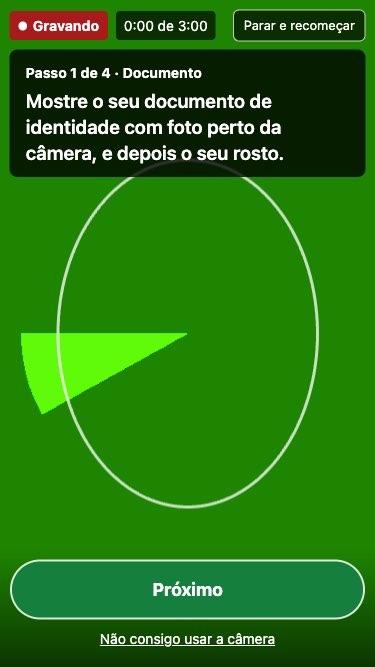 Gravando
0:00 de 3:00
Parar e recomeçar
Passo 1 de 4 · Documento
Mostre o seu documento de
identidade com foto perto da
câmera, e depois o seu rosto.
Próximo
Não consigo usar a câmera